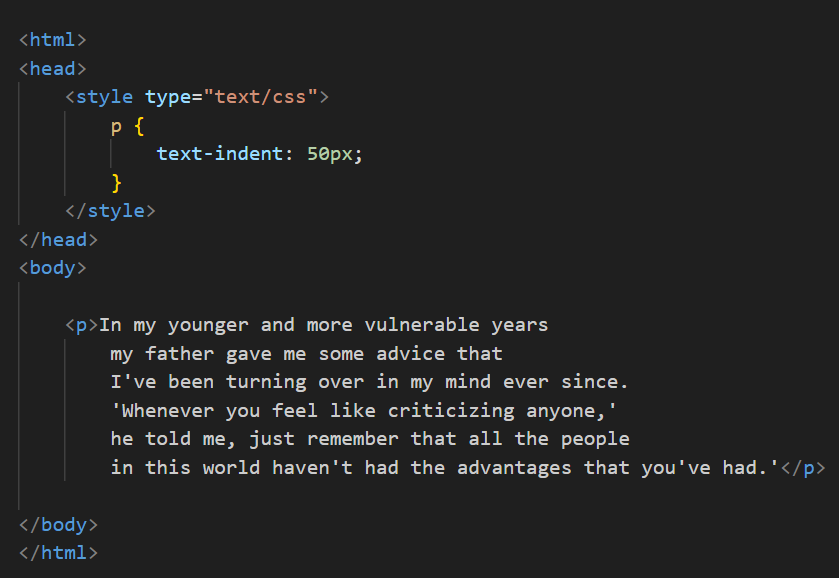 <html>
<head>
    <style type="text/css">
        p {
            text-indent: 50px;
        }
    </style>
</head>
<body>

    <p>In my younger and more vulnerable years
        my father gave me some advice that
        I've been turning over in my mind ever since.
        'Whenever you feel like criticizing anyone,'
        he told me, just remember that all the people
        in this world haven't had the advantages that you've had.'</p>

</body>
</html>